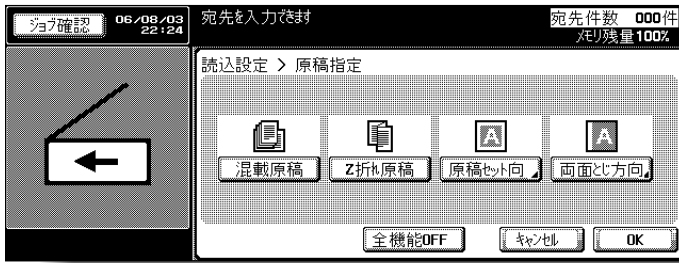 ジョブ確認
06/08/03
22:24
宛先を入力できます
宛先件数 000件
メモリ残量100%
読込設定 > 原稿指定
A
A
混載原稿
Z折れ原稿
原稿セット向
両面とじ方向
全機能OFF
キャンセル
OK